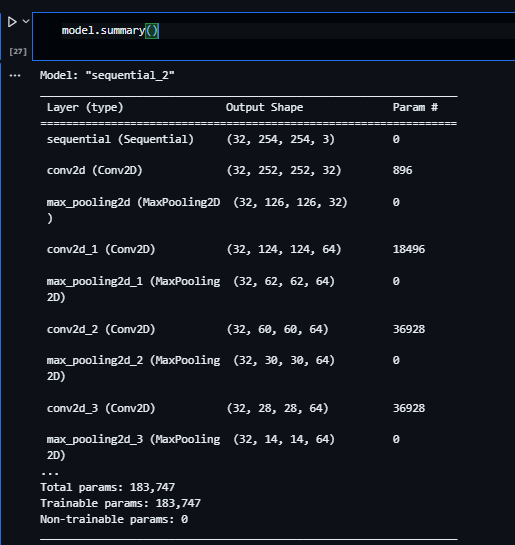 model.summary()
[27]
... Model: "sequential_2"
_________________________________________________________________
Layer (type) Output Shape Param #
=================================================================
sequential (Sequential) (32, 254, 254, 3) 0
conv2d (Conv2D) (32, 252, 252, 32) 896
max_pooling2d (MaxPooling2D (32, 126, 126, 32) 0
)
conv2d_1 (Conv2D) (32, 124, 124, 64) 18496
max_pooling2d_1 (MaxPooling (32, 62, 62, 64) 0
2D)
conv2d_2 (Conv2D) (32, 60, 60, 64) 36928
max_pooling2d_2 (MaxPooling (32, 30, 30, 64) 0
2D)
conv2d_3 (Conv2D) (32, 28, 28, 64) 36928
max_pooling2d_3 (MaxPooling (32, 14, 14, 64) 0
2D)
...
Total params: 183,747
Trainable params: 183,747
Non-trainable params: 0
_________________________________________________________________